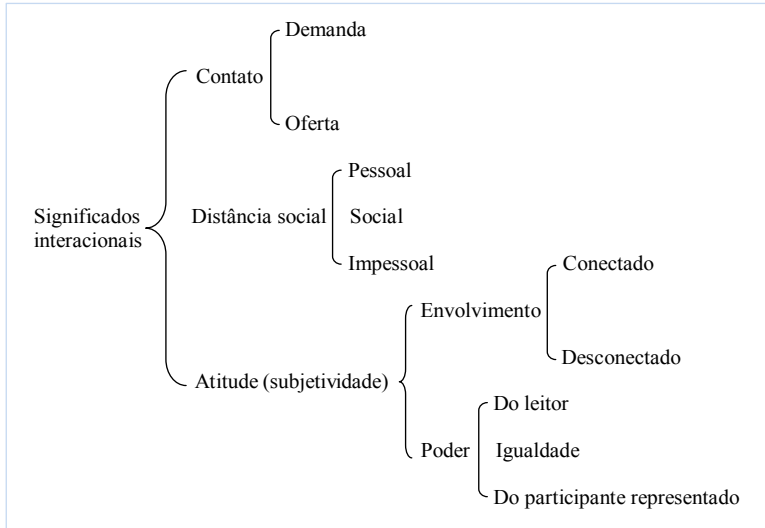 Significados
interacionais
Contato
Demanda
Oferta
Distância social
Pessoal
Social
Impessoal
Atitude (subjetividade)
Envolvimento
Conectado
Desconectado
Poder
Do leitor
Igualdade
Do participante representado